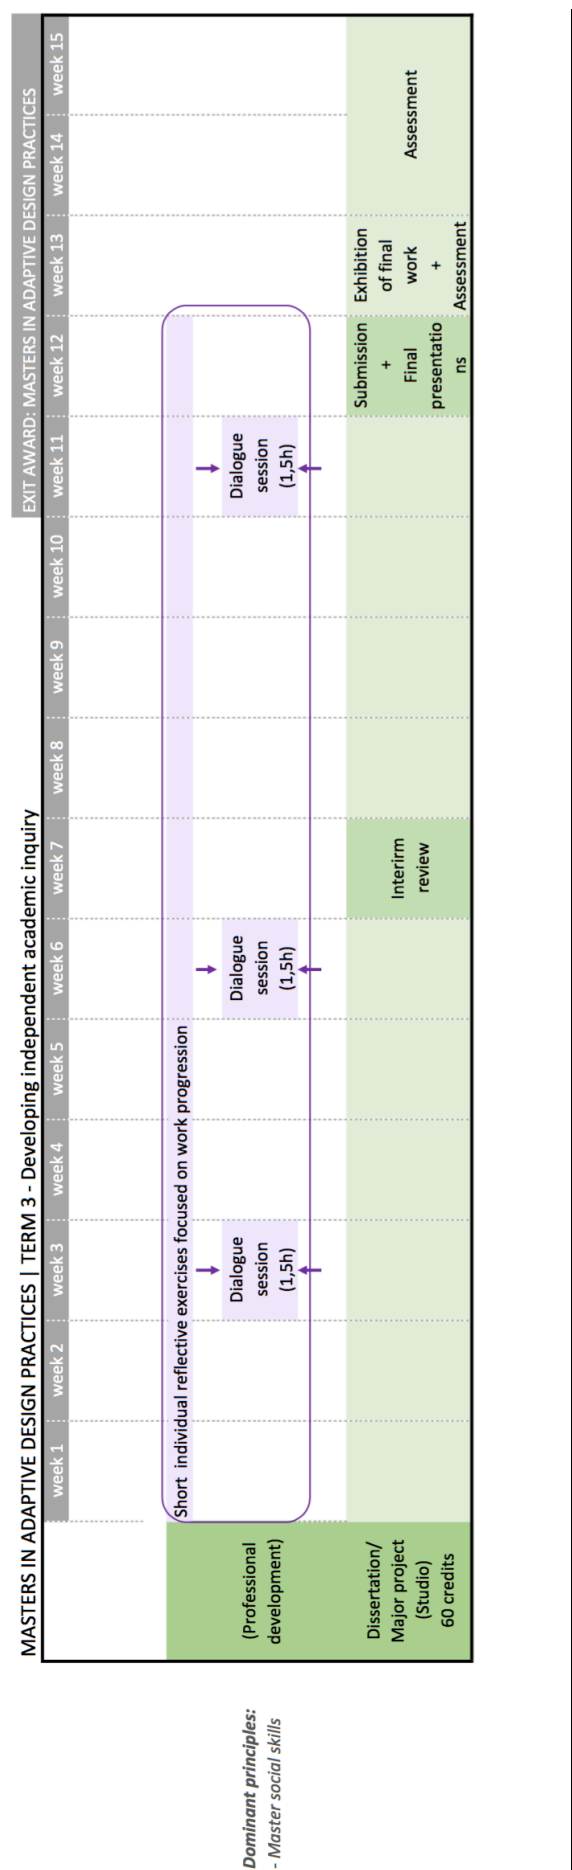 MASTERS IN ADAPTIVE DESIGN PRACTICES | TERM 3 - Developing independent academic inquiry
EXIT AWARD: MASTERS IN ADAPTIVE DESIGN PRACTICES
week 1
week 2
week 3
week 4
week 5
week 6
week 7
week 8
week 9
week 10
week 11
week 12
week 13
week 14
week 15
Short individual reflective exercises focused on work progression
Dominant principles:
- Master social skills
(Professional
development)
Dialogue
session
(1,5h)
Dialogue
session
(1,5h)
Dialogue
session
(1,5h)
Dissertation/
Major project
(Studio)
60 credits
Interirm
review
Submission
+
Final
presentatio
ns
Exhibition
of final
work
+
Assessment
Assessment